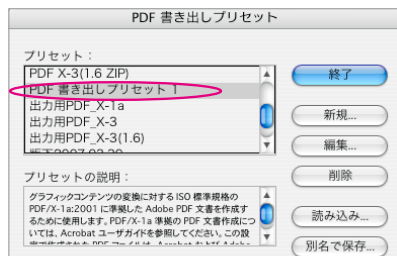 PDF 書き出しプリセット
プリセット：
PDF X-3(1.6 ZIP)
PDF 書き出しプリセット 1
出力用PDF_X-1a
出力用PDF_X-3
出力用PDF_X-3(1.6)
プリセットの説明：
グラフィックコンテンツの変換に対する ISO 標準規格の
PDF/X-1a:2001 に準拠した Adobe PDF 文書を作成す
るために使用します。PDF/X-1a 準拠の PDF 文書作成につ
いては、Acrobat ユーザガイドを参照してください。この設
終了
新規...
編集...
削除
読み込み...
別名で保存...